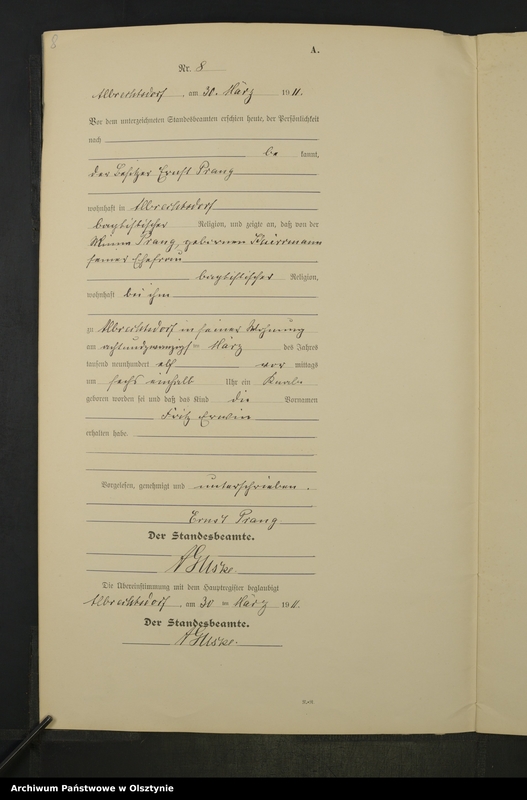 8
A.
Nr. 8
Albrechtsdorf, am 30. März 1911.
Vor dem unterzeichneten Standesbeamten erschien heute, der Persönlichkeit
nach
be kannt,
der Besitzer Ernst Prang
wohnhaft in Albrechtsdorf
baptistischer Religion, und zeigte an, daß von der
Minna Prang, gebornen
seiner Ehefrau
baptistischer Religion,
wohnhaft bei ihm
zu Albrechtsdorf in seiner Wohnung
am achtundzwanzigsten März des Jahres
tausend neunhundert elf vor mittags
um sechs einhalb Uhr ein Knabe
geboren worden sei und daß das Kind die Vornamen
Fritz Erwin
erhalten habe.
Vorgelesen, genehmigt und unterschrieben.
Ernst Prang
Der Standesbeamte.
Die Übereinstimmung mit dem Hauptregister beglaubigt
Albrechtsdorf, am 30 ten März 1911.
Der Standesbeamte.
Archiwum Państwowe w Olsztynie